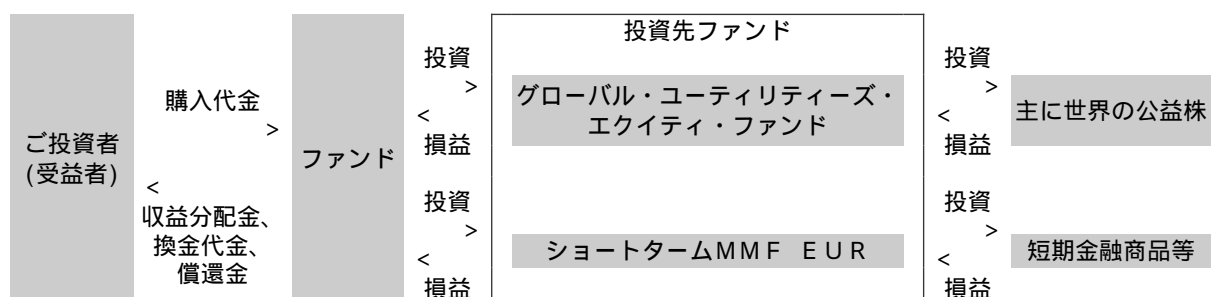 ご投資者
(受益者)
購入代金
>
<
収益分配金、
換金代金、
償還金
ファンド
投資
>
<
損益
投資
>
<
損益
投資先ファンド
グローバル・ユーティリティーズ・
エクイティ・ファンド
ショートタームＭＭＦ ＥＵＲ
投資
>
<
損益
投資
>
<
損益
主に世界の公益株
短期金融商品等